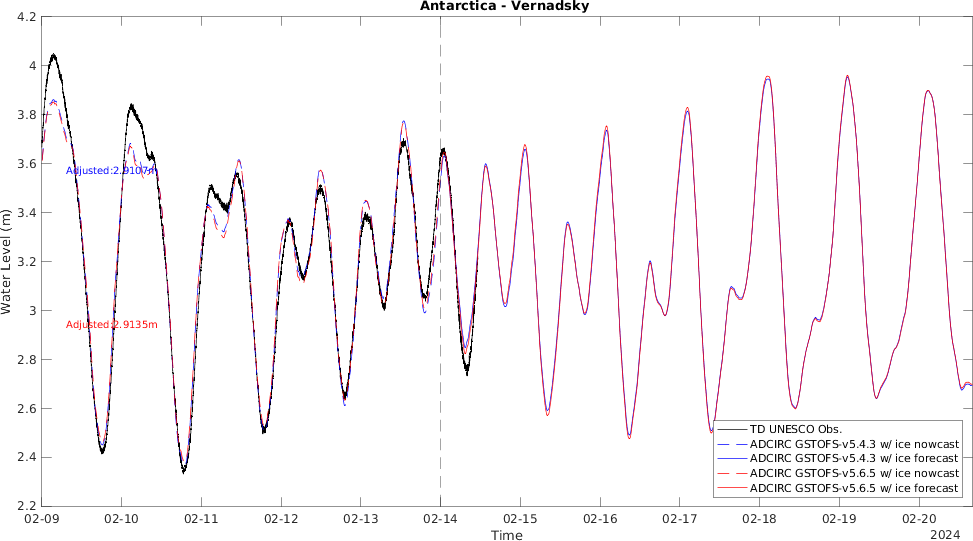 Antarctica - Vernadsky
4.2
4
3.8
3.6
3.4
3.2
3
2.8
2.6
2.4
2.2
Water Level (m)
Adjusted:2.9107m
Adjusted:2.9135m
TD UNESCO Obs.
ADCIRC GSTOFS-v5.4.3 w/ ice nowcast
ADCIRC GSTOFS-v5.4.3 w/ ice forecast
ADCIRC GSTOFS-v5.6.5 w/ ice nowcast
ADCIRC GSTOFS-v5.6.5 w/ ice forecast
02-09 02-10 02-11 02-12 02-13 02-14 02-15 02-16 02-17 02-18 02-19 02-20
Time
2024